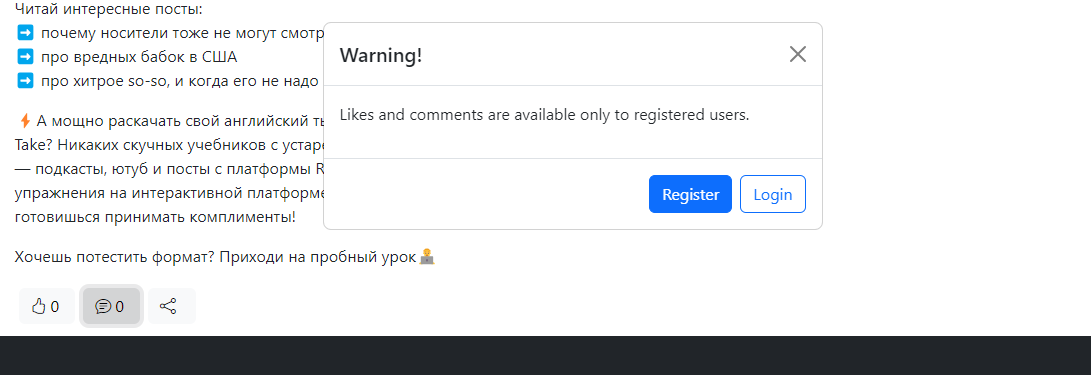 Читай интересные посты:
➡️ почему носители тоже не могут смотр
➡️ про вредных бабок в США
➡️ про хитрое so-so, и когда его не надо
⚡А мощно раскачать свой английский ты
Take? Никаких скучных учебников с устаре
— подкасты, ютуб и посты с платформы R
упражнения на интерактивной платформе
готовишься принимать комплименты!
Хочешь потестить формат? Приходи на пробный урок
0
0
Warning!
Likes and comments are available only to registered users.
Register
Login